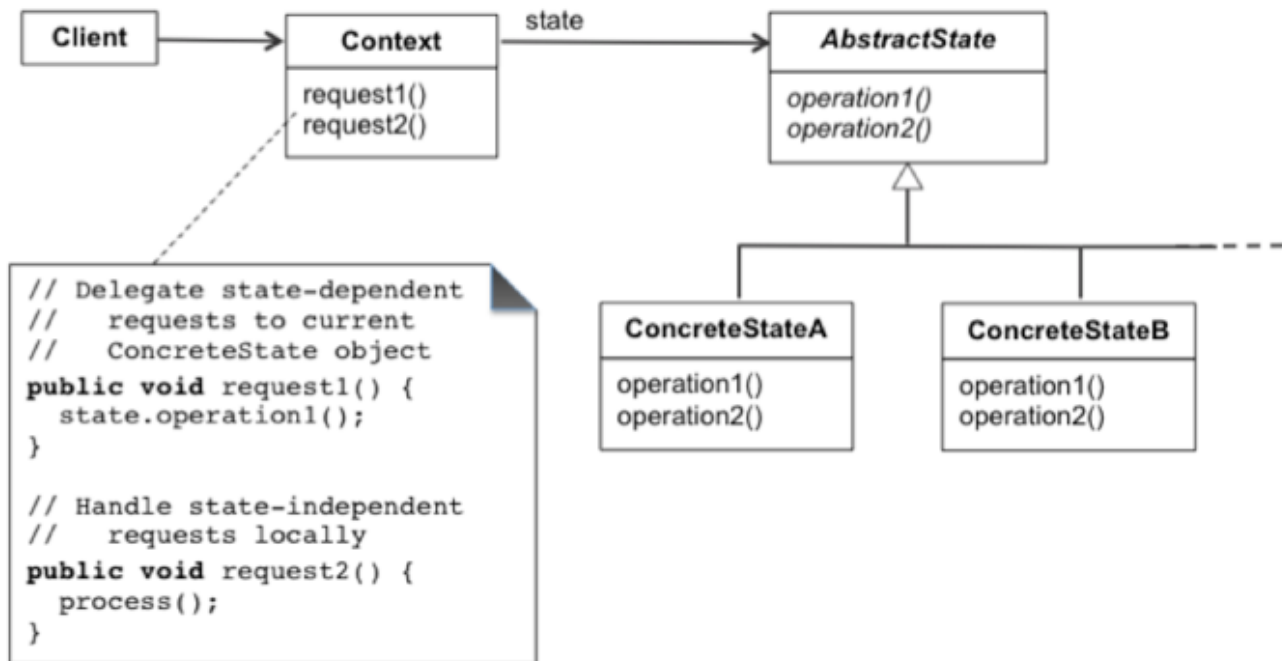 Client
Context
state
AbstractState
request1()
request2()
operation1()
operation2()
// Delegate state-dependent
//   requests to current
//   ConcreteState object
public void request1() {
  state.operation1();
}
// Handle state-independent
//   requests locally
public void request2() {
  process();
}
ConcreteStateA
operation1()
operation2()
ConcreteStateB
operation1()
operation2()